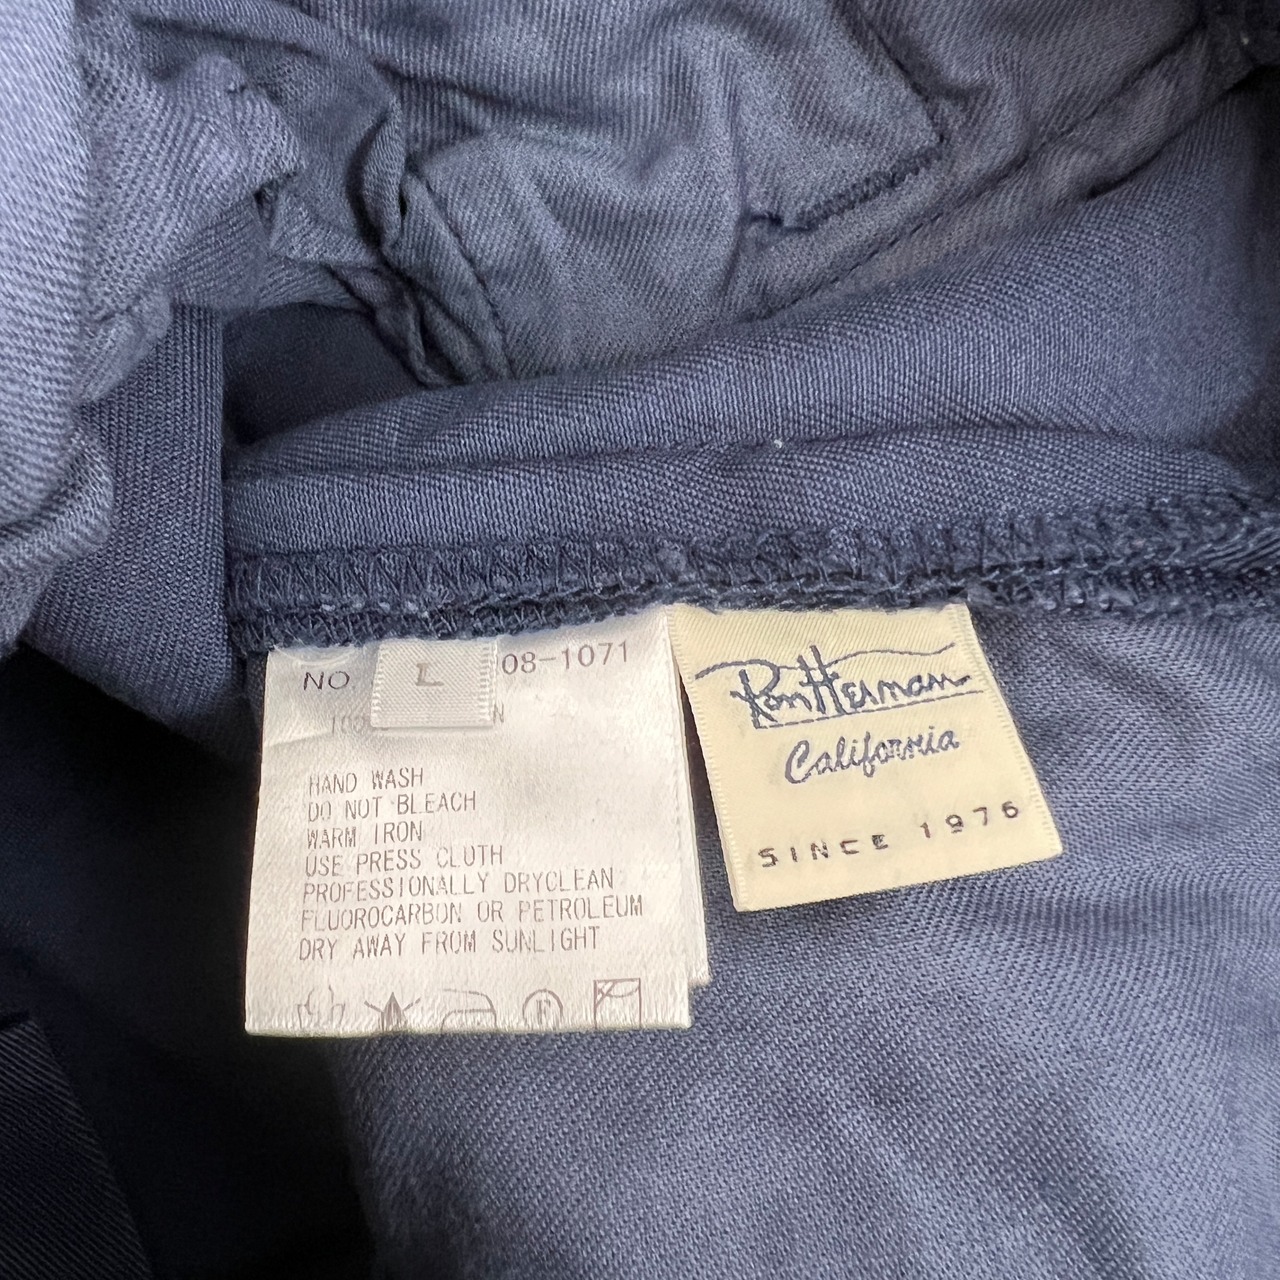 NO
L
08-1071
HAND WASH
DO NOT BLEACH
WARM IRON
USE PRESS CLOTH
PROFESSIONALLY DRYCLEAN
FLUOROCARBON OR PETROLEUM
DRY AWAY FROM SUNLIGHT
F
Ron Herman
California
SINCE 1976